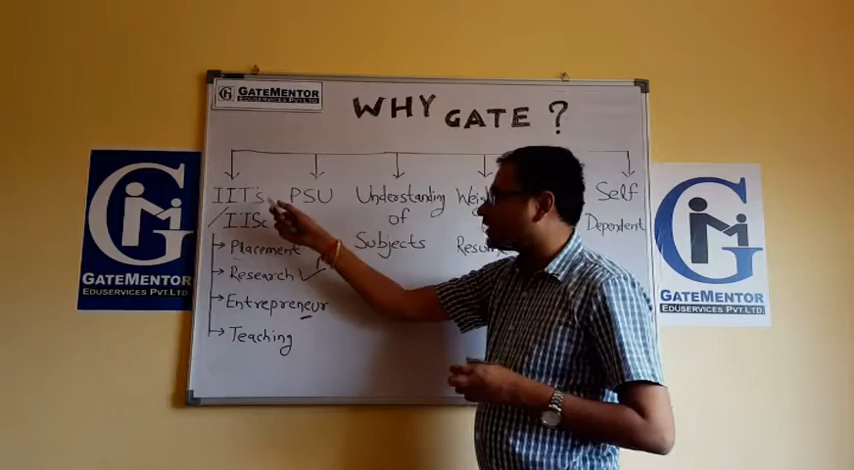 GATEMENTOR
EDUSERVICES PVT.LTD
WHY GATE ?
IIT's
/IISc
Placement
Research
Entrepreneur
Teaching
PSU
Understanding
of
Subjects
Self
Dependent
GATEMENTOR
EDUSERVICES PVT.LTD
GATEMENTOR
EDUSERVICES PVT.LTD